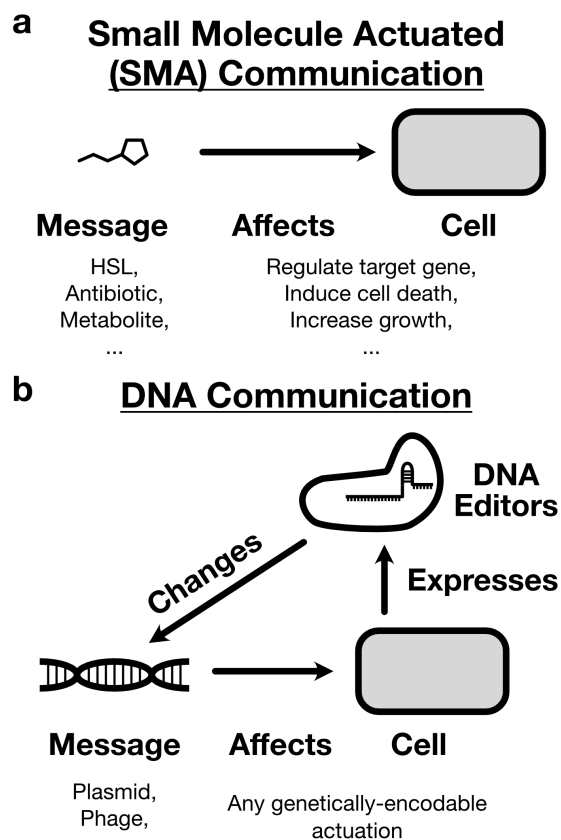 a
Small Molecule Actuated
(SMA) Communication
Message
Affects
Cell
HSL,
Antibiotic,
Metabolite,
...
Regulate target gene,
Induce cell death,
Increase growth,
...
b
DNA Communication
DNA
Editors
Changes
Expresses
Message
Affects
Cell
Plasmid,
Phage,
Any genetically-encodable
actuation